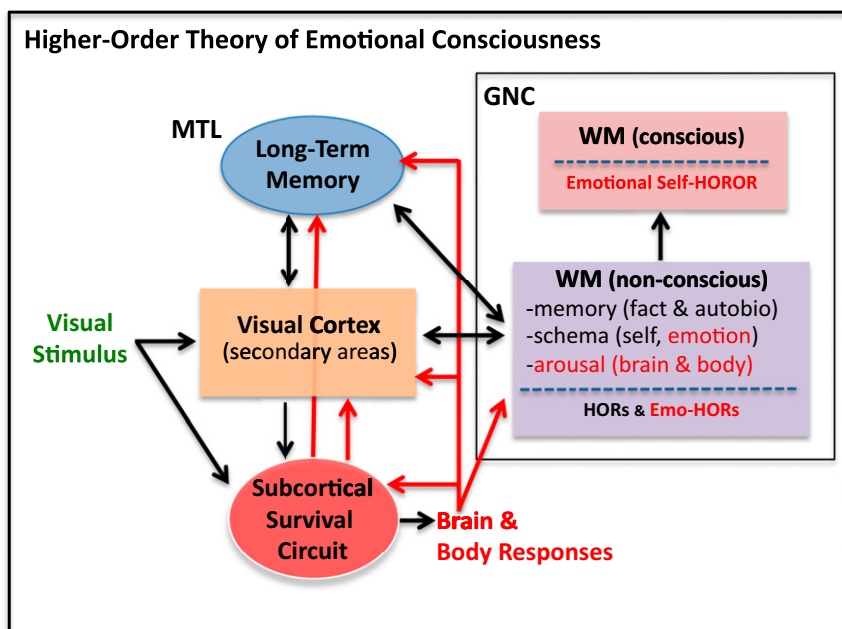 Higher-Order Theory of Emotional Consciousness
GNC
MTL
Long-Term
Memory
WM (conscious)
Emotional Self-HOROR
Visual
Stimulus
Visual Cortex
(secondary areas)
WM (non-conscious)
-memory (fact & autobio)
-schema (self, emotion)
-arousal (brain & body)
HORs & Emo-HORs
Subcortical
Survival
Circuit
Brain &
Body Responses